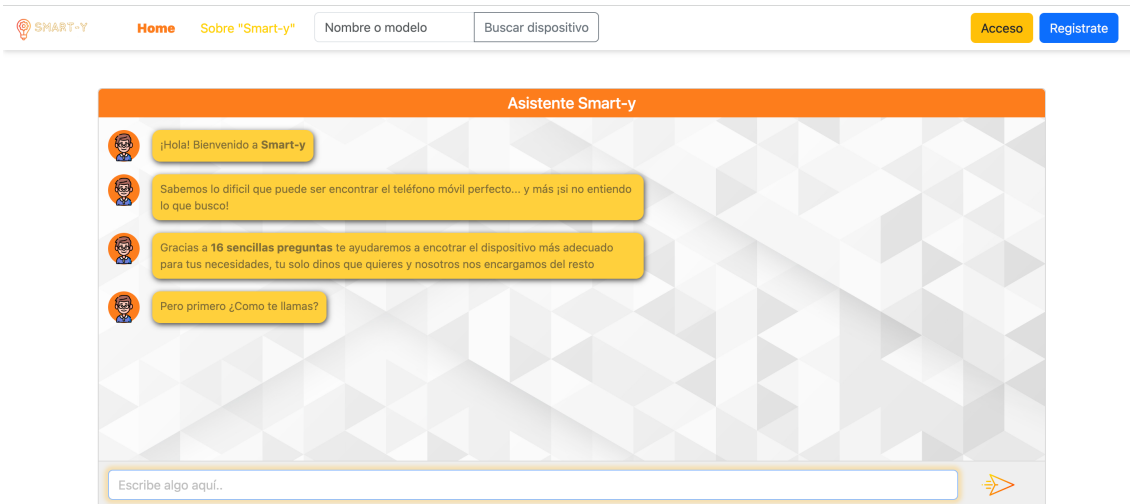 SMART-Y Home Sobre "Smart-y" Nombre o modelo Buscar dispositivo Acceso Registrate
Asistente Smart-y
¡Hola! Bienvenido a Smart-y
Sabemos lo dificil que puede ser encontrar el teléfono móvil perfecto... y más ¡si no entiendo
lo que busco!
Gracias a 16 sencillas preguntas te ayudaremos a encotrar el dispositivo más adecuado
para tus necesidades, tu solo dinos que quieres y nosotros nos encargamos del resto
Pero primero ¿Como te llamas?
Escribe algo aquí..